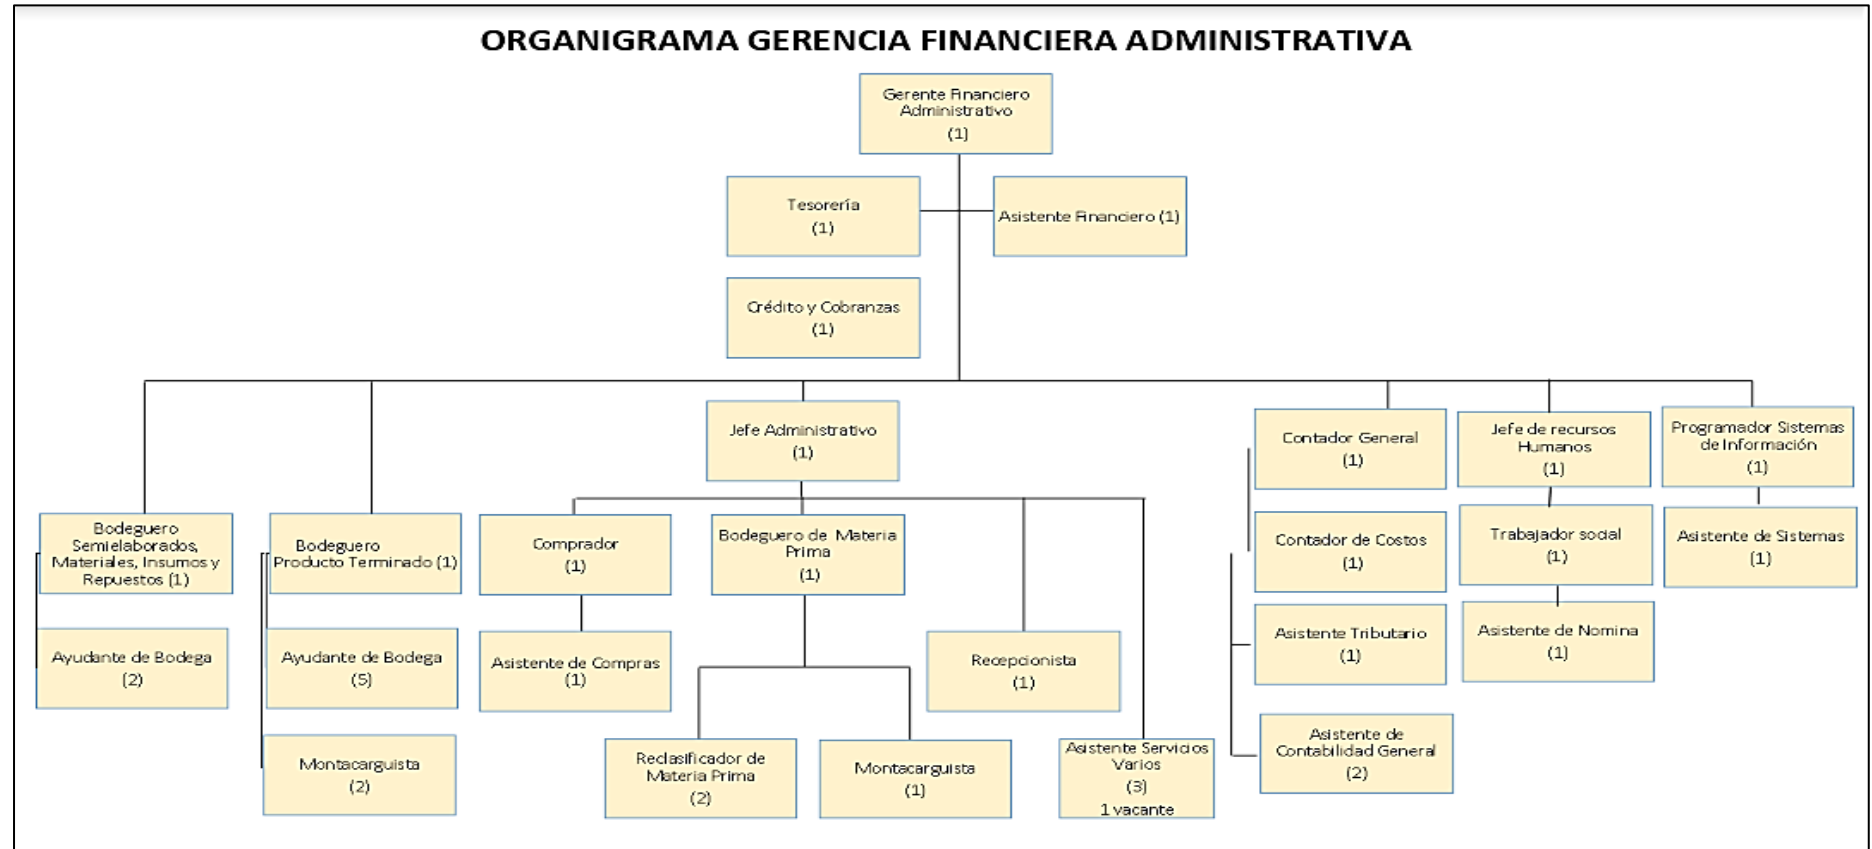 ORGANIGRAMA GERENCIA FINANCIERA ADMINISTRATIVA
Gerente Financiero
Administrativo
(1)
Tesorería
(1)
Asistente Financiero (1)
Crédito y Cobranzas
(1)
Jefe Administrativo
(1)
Contador General
(1)
Jefe de recursos
Humanos
(1)
Programador Sistemas
de Información
(1)
Bodeguero
Semielaborados,
Materiales, Insumos y
Repuestos (1)
Bodeguero
Producto Terminado (1)
Comprador
(1)
Bodeguero de Materia
Prima
(1)
Contador de Costos
(1)
Trabajador social
(1)
Asistente de Sistemas
(1)
Ayudante de Bodega
(2)
Ayudante de Bodega
(5)
Asistente de Compras
(1)
Recepcionista
(1)
Asistente Tributario
(1)
Asistente de Nomina
(1)
Montacarguista
(2)
Reclasificador de
Materia Prima
(2)
Montacarguista
(1)
Asistente Servicios
Varios
(3)
1 vacante
Asistente de
Contabilidad General
(2)